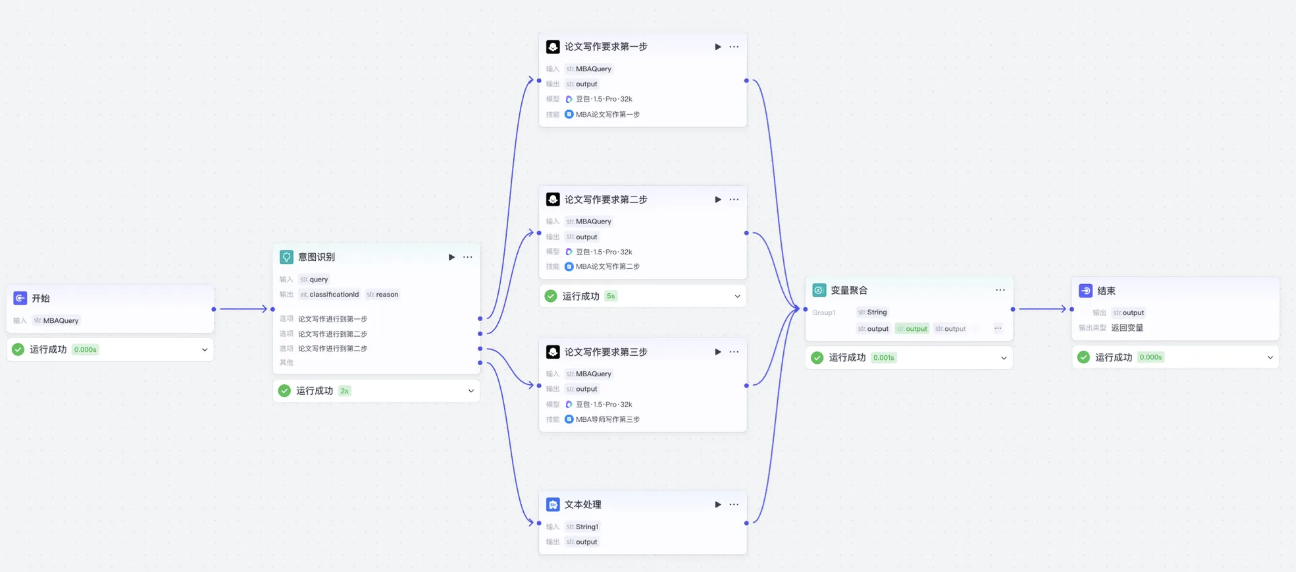 开始
输入 str. MBAQuery
运行成功 0.000s
意图识别
输入 str. query
输出 int. classificationId str. reason
选项 论文写作进行到第一步
选项 论文写作进行到第二步
选项 论文写作进行到第二步
其他
运行成功 2s
论文写作要求第一步
输入 str. MBAQuery
输出 str. output
模型 豆包·1.5·Pro·32k
技能 MBA论文写作第一步
论文写作要求第二步
输入 str. MBAQuery
输出 str. output
模型 豆包·1.5·Pro·32k
技能 MBA论文写作第二步
运行成功 5s
论文写作要求第三步
输入 str. MBAQuery
输出 str. output
模型 豆包·1.5·Pro·32k
技能 MBA导师写作第三步
文本处理
输入 str. String1
输出 str. output
变量聚合
Group1 str. String
str. output str. output str. output
运行成功 0.001s
结束
输出 str. output
输出类型 返回变量
运行成功 0.000s